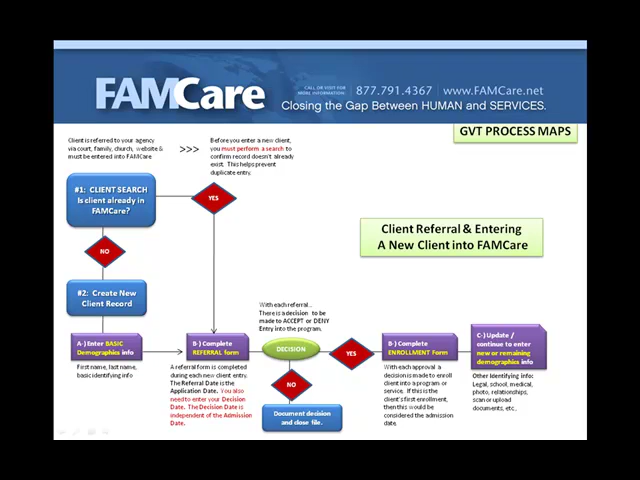 FAMCare
CALL OR VISIT FOR
MORE INFORMATION:
877.791.4367 | www.FAMCare.net
Closing the Gap Between HUMAN and SERVICES.
GVT PROCESS MAPS
Client is referred to your agency
via court, family, church, website &
must be entered into FAMCare
>>>
Before you enter a new client,
you must perform a search to
confirm record doesn't already
exist. This helps prevent
duplicate entry.
#1: CLIENT SEARCH
Is client already in
FAMCare?
YES
Client Referral & Entering
A New Client into FAMCare
NO
#2: Create New
Client Record
With each referral...
There is a decision to be
made to ACCEPT or DENY
Entry into the program.
A-) Enter BASIC
Demographics info
B-) Complete
REFERRAL form
DECISION
YES
B-) Complete
ENROLLMENT Form
C-) Update /
continue to enter
new or remaining
demographics info
First name, last name,
basic identifying info
A referral form is completed
during each new client entry.
The Referral Date is the
Application Date. You also
need to enter your Decision
Date. The Decision Date is
independent of the Admission
Date.
NO
Document decision
and close file.
With each approval a
decision is made to enroll
client into a program or
service. If this is the
client's first enrollment,
then this would be
considered the admission
date.
Other Identifying Info:
Legal, school, medical,
photo, relationships,
scan or upload
documents, etc,